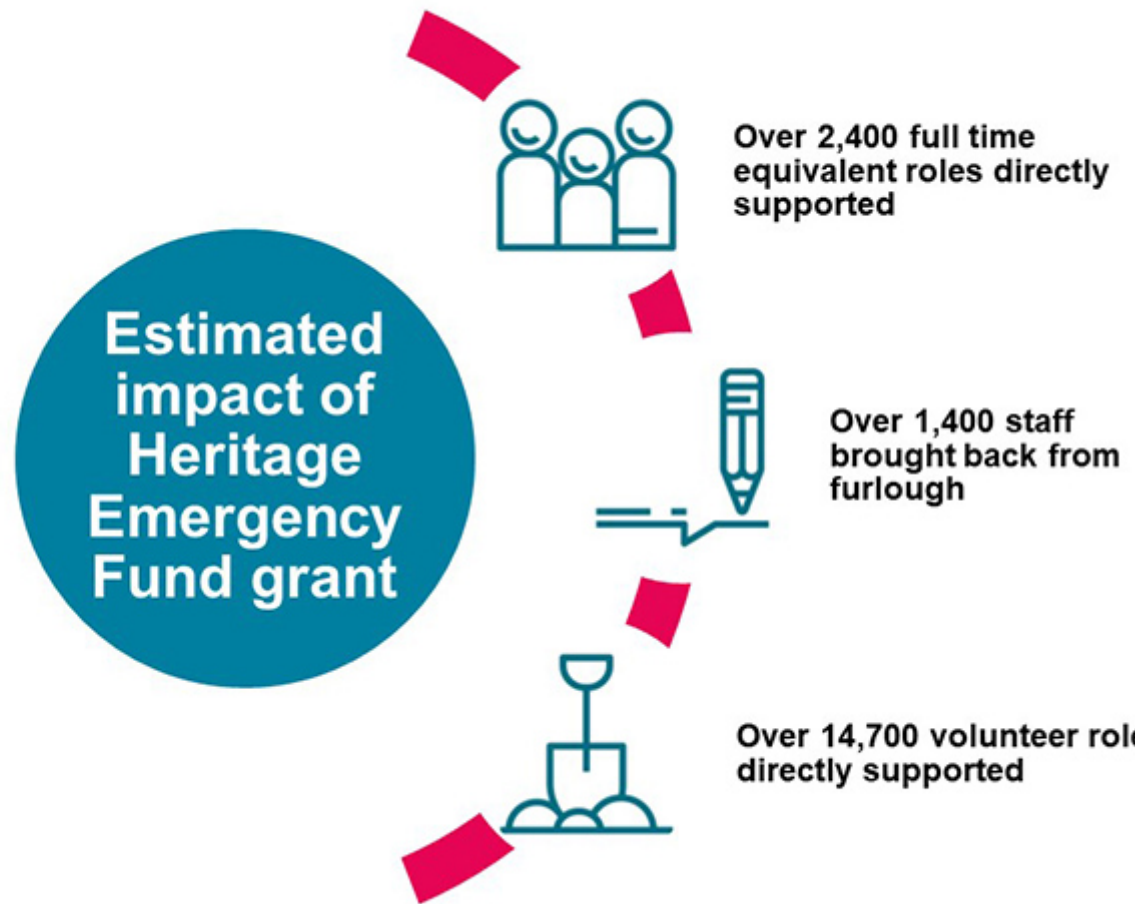 Estimated
impact of
Heritage
Emergency
Fund grant
Over 2,400 full time
equivalent roles directly
supported
Over 1,400 staff
brought back from
furlough
Over 14,700 volunteer role
directly supported